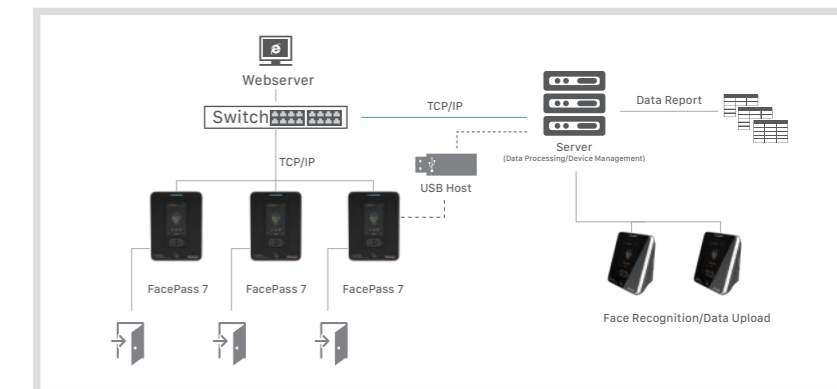 Webserver
Switch
TCP/IP
Data Report
Server
(Data Processing/Device Management)
TCP/IP
USB Host
FacePass 7
FacePass 7
FacePass 7
Face Recognition/Data Upload